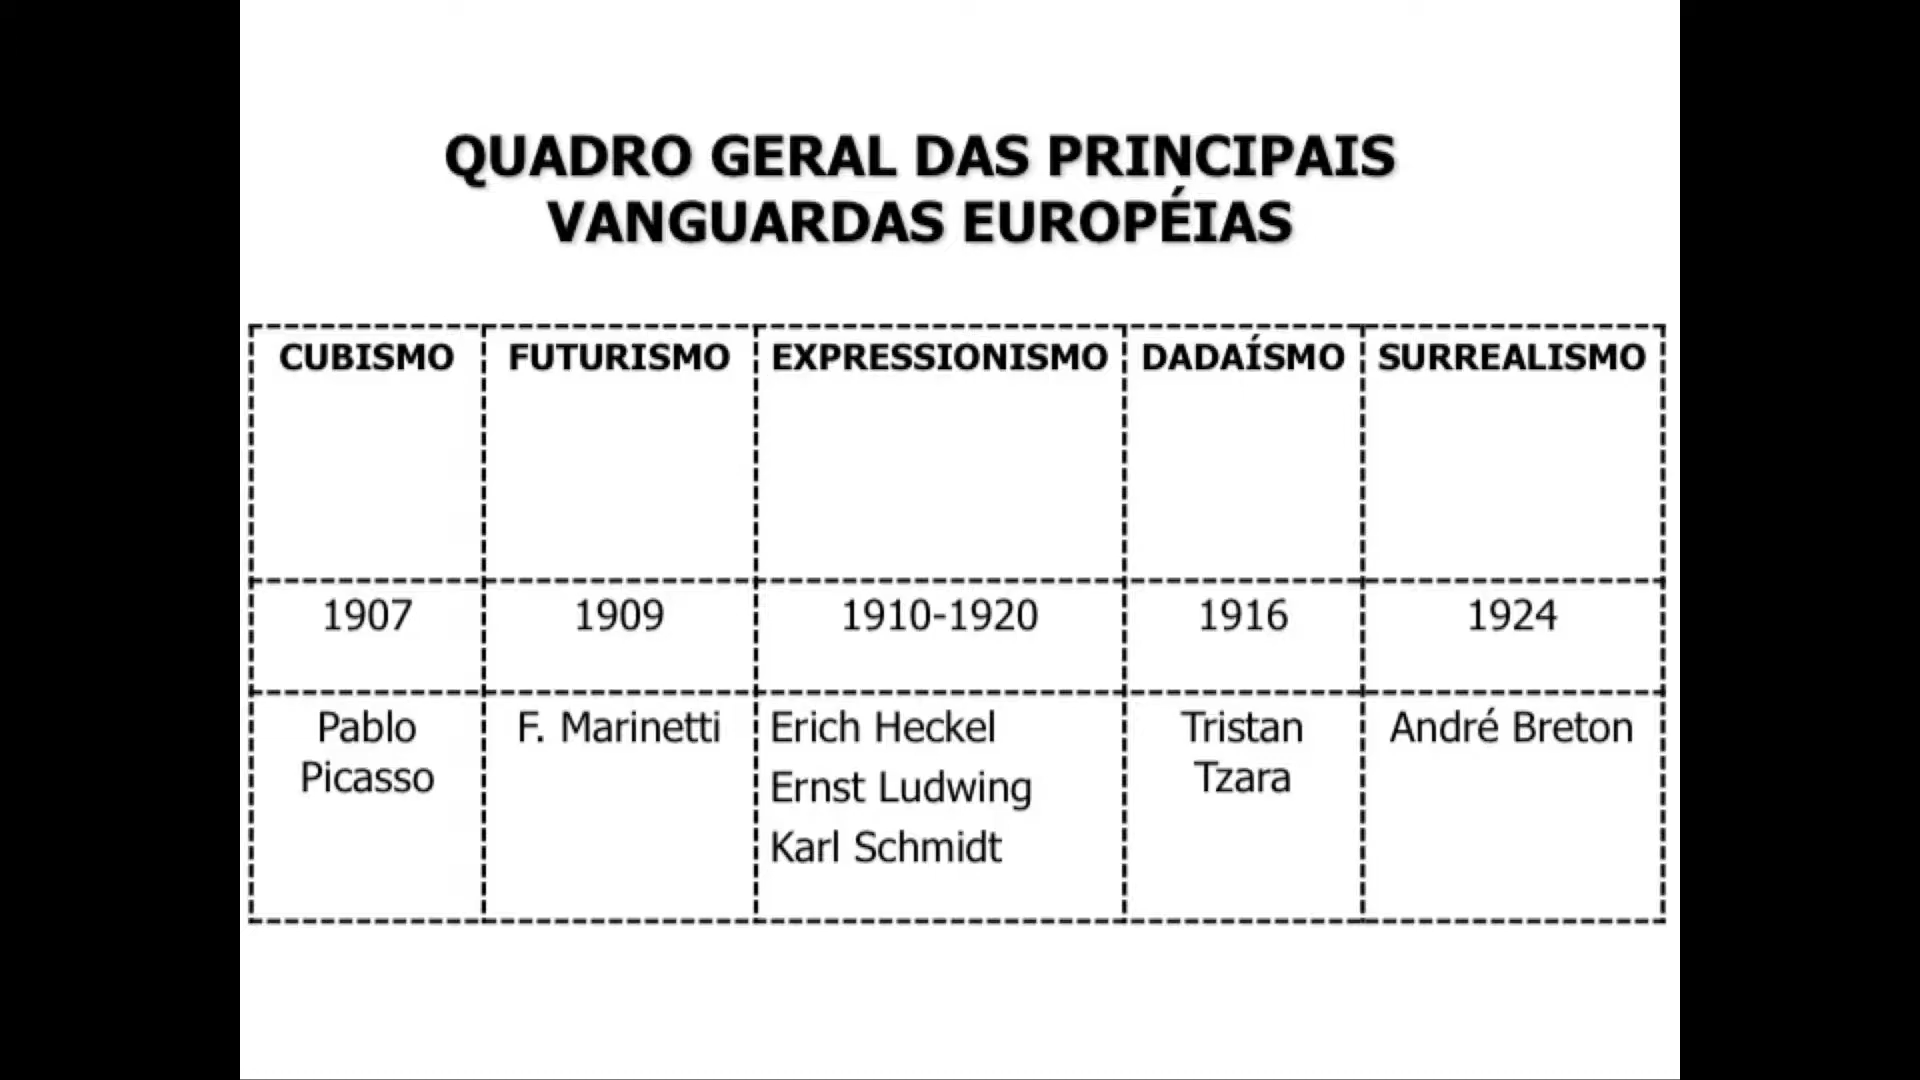 QUADRO GERAL DAS PRINCIPAIS
VANGUARDAS EUROPÉIAS
CUBISMO FUTURISMO EXPRESSIONISMO DADAÍSMO SURREALISMO
1907 1909 1910-1920 1916 1924
Pablo F. Marinetti Erich Heckel Tristan André Breton
Picasso Ernst Ludwing Tzara
Karl Schmidt